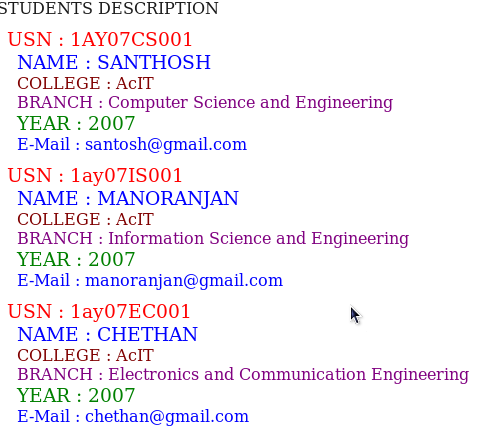 STUDENTS DESCRIPTION
USN : 1AY07CS001
NAME : SANTHOSH
COLLEGE : AcIT
BRANCH : Computer Science and Engineering
YEAR : 2007
E-Mail : santosh@gmail.com
USN : 1ay07IS001
NAME : MANORANJAN
COLLEGE : AcIT
BRANCH : Information Science and Engineering
YEAR : 2007
E-Mail : manoranjan@gmail.com
USN : 1ay07EC001
NAME : CHETHAN
COLLEGE : AcIT
BRANCH : Electronics and Communication Engineering
YEAR : 2007
E-Mail : chethan@gmail.com